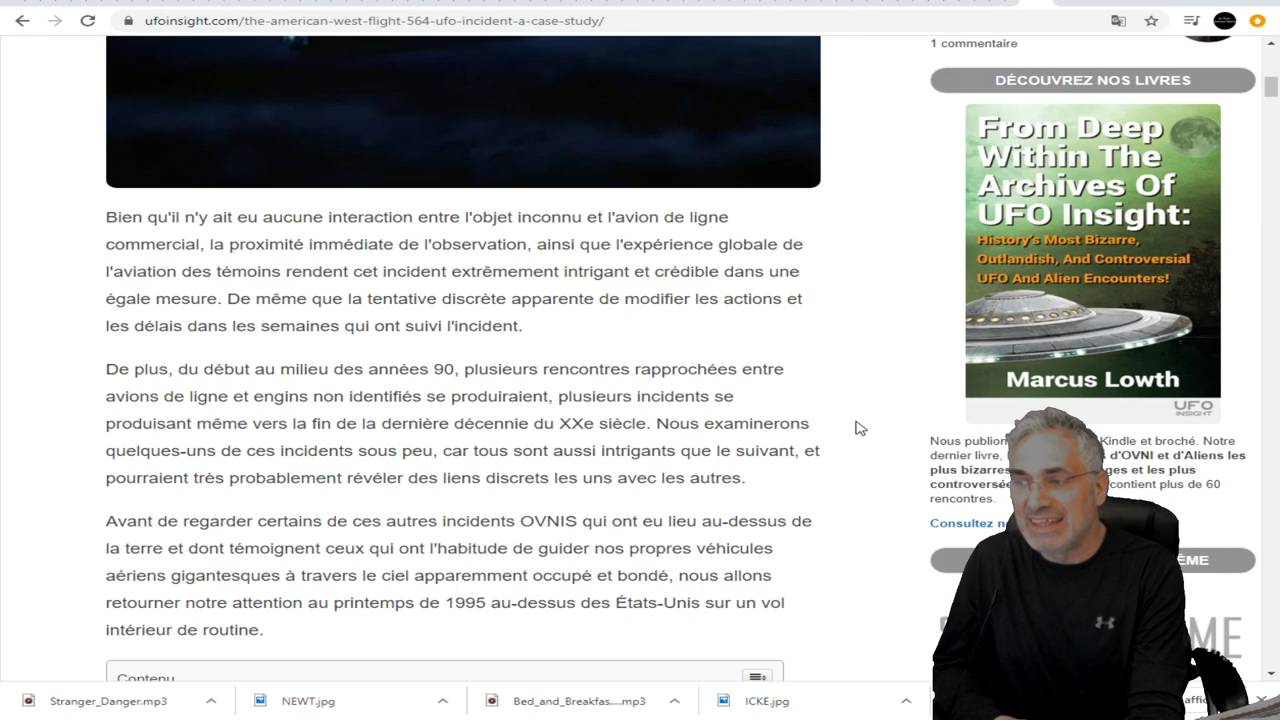 ufoinsight.com/the-american-west-flight-564-ufo-incident-a-case-study/
1 commentaire
DÉCOUVREZ NOS LIVRES
From Deep
Within The
Archives Of
UFO Insight:
History's Most Bizarre,
Outlandish, And Controversial
UFO And Alien Encounters!
Marcus Lowth
UFO
INSIGHT
Bien qu'il n'y ait eu aucune interaction entre l'objet inconnu et l'avion de ligne
commercial, la proximité immédiate de l'observation, ainsi que l'expérience globale de
l'aviation des témoins rendent cet incident extrêmement intrigant et crédible dans une
égale mesure. De même que la tentative discrète apparente de modifier les actions et
les délais dans les semaines qui ont suivi l'incident.
De plus, du début au milieu des années 90, plusieurs rencontres rapprochées entre
avions de ligne et engins non identifiés se produiraient, plusieurs incidents se
produisant même vers la fin de la dernière décennie du XXe siècle. Nous examinerons
quelques-uns de ces incidents sous peu, car tous sont aussi intrigants que le suivant, et
pourraient très probablement révéler des liens discrets les uns avec les autres.
Avant de regarder certains de ces autres incidents OVNIS qui ont eu lieu au-dessus de
la terre et dont témoignent ceux qui ont l'habitude de guider nos propres véhicules
aériens gigantesques à travers le ciel apparemment occupé et bondé, nous allons
retourner notre attention au printemps de 1995 au-dessus des États-Unis sur un vol
intérieur de routine.
Contenu
Nous publion Kindle et broché. Notre
dernier livre, d'OVNI et d'Aliens les
plus bizarres ges et les plus
controversée contient plus de 60
rencontres.
Consultez n
ME
ME
Stranger_Danger.mp3
NEWT.jpg
Bed_and_Breakfas....mp3
ICKE.jpg